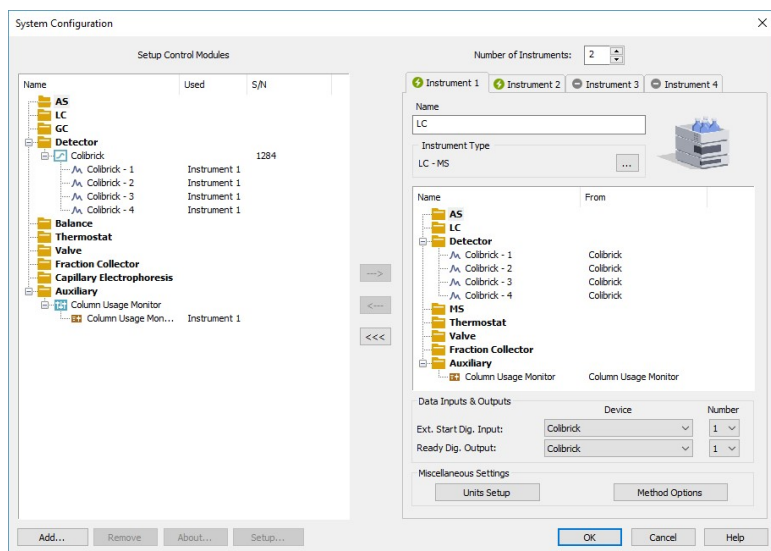 System Configuration
Setup Control Modules
Name Used S/N
AS
LC
GC
Detector
Colibrick 1284
Colibrick - 1 Instrument 1
Colibrick - 2 Instrument 1
Colibrick - 3 Instrument 1
Colibrick - 4 Instrument 1
Balance
Thermostat
Valve
Fraction Collector
Capillary Electrophoresis
Auxiliary
Column Usage Monitor
Column Usage Mon... Instrument 1
--->
<---
<<<
Number of Instruments: 2
Instrument 1 Instrument 2 Instrument 3 Instrument 4
Name
LC
Instrument Type
LC - MS ...
Name From
AS
LC
Detector
Colibrick - 1 Colibrick
Colibrick - 2 Colibrick
Colibrick - 3 Colibrick
Colibrick - 4 Colibrick
MS
Thermostat
Valve
Fraction Collector
Auxiliary
Column Usage Monitor Column Usage Monitor
Data Inputs & Outputs
Device Number
Ext. Start Dig. Input: Colibrick 1
Ready Dig. Output: Colibrick 1
Miscellaneous Settings
Units Setup Method Options
Add... Remove About... Setup... OK Cancel Help